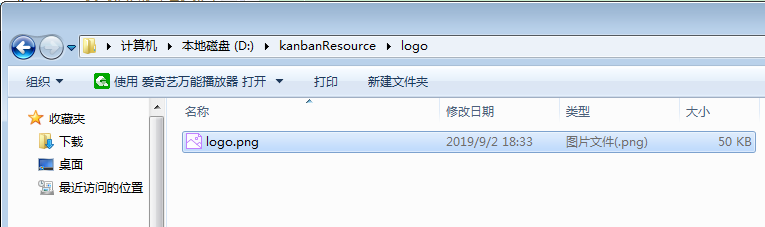 计算机 本地磁盘 (D:) kanbanResource logo
组织 使用 爱奇艺万能播放器 打开 打印 新建文件夹
收藏夹
下载
桌面
最近访问的位置
名称 修改日期 类型 大小
logo.png 2019/9/2 18:33 图片文件(.png) 50 KB